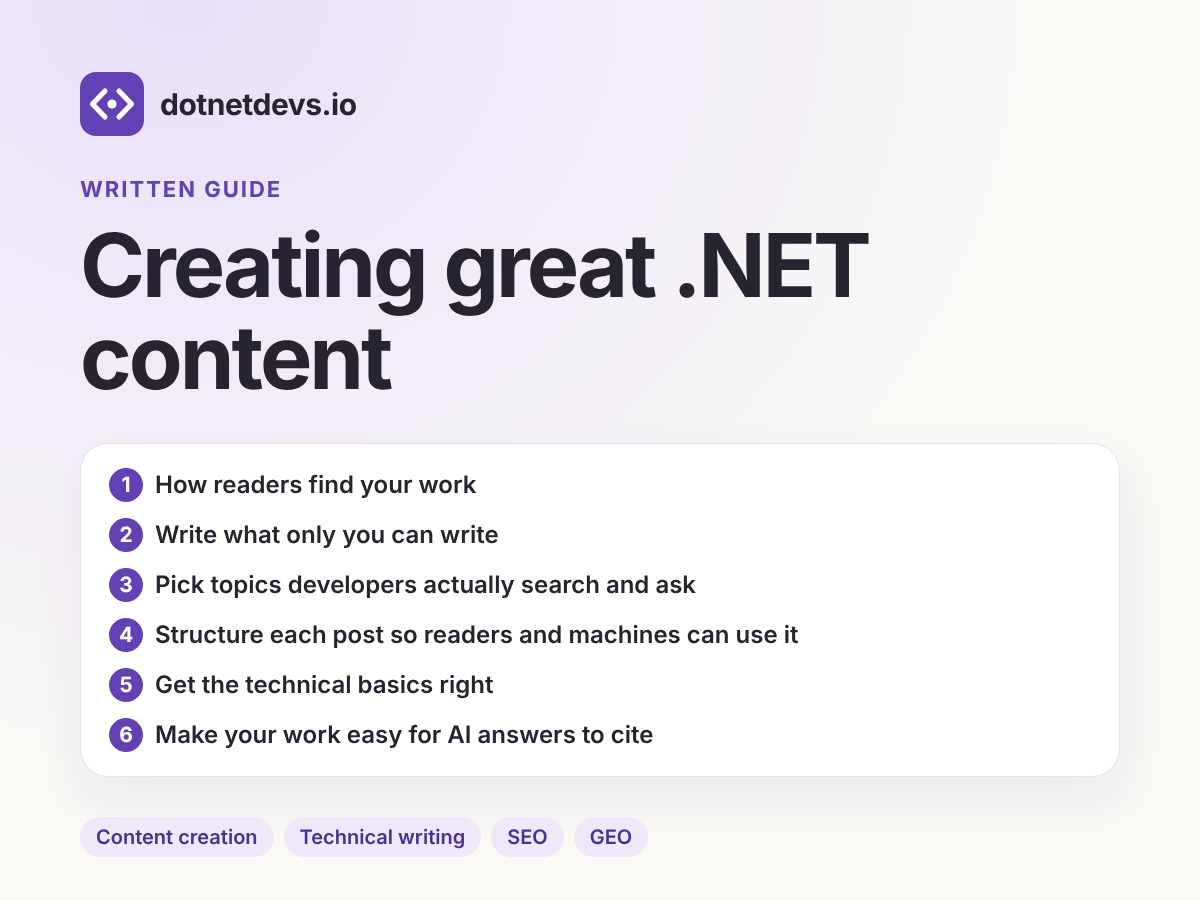 dotnetdevs.io
WRITTEN GUIDE
Creating great .NET
content
1 How readers find your work
2 Write what only you can write
3 Pick topics developers actually search and ask
4 Structure each post so readers and machines can use it
5 Get the technical basics right
6 Make your work easy for AI answers to cite
Content creation Technical writing SEO GEO